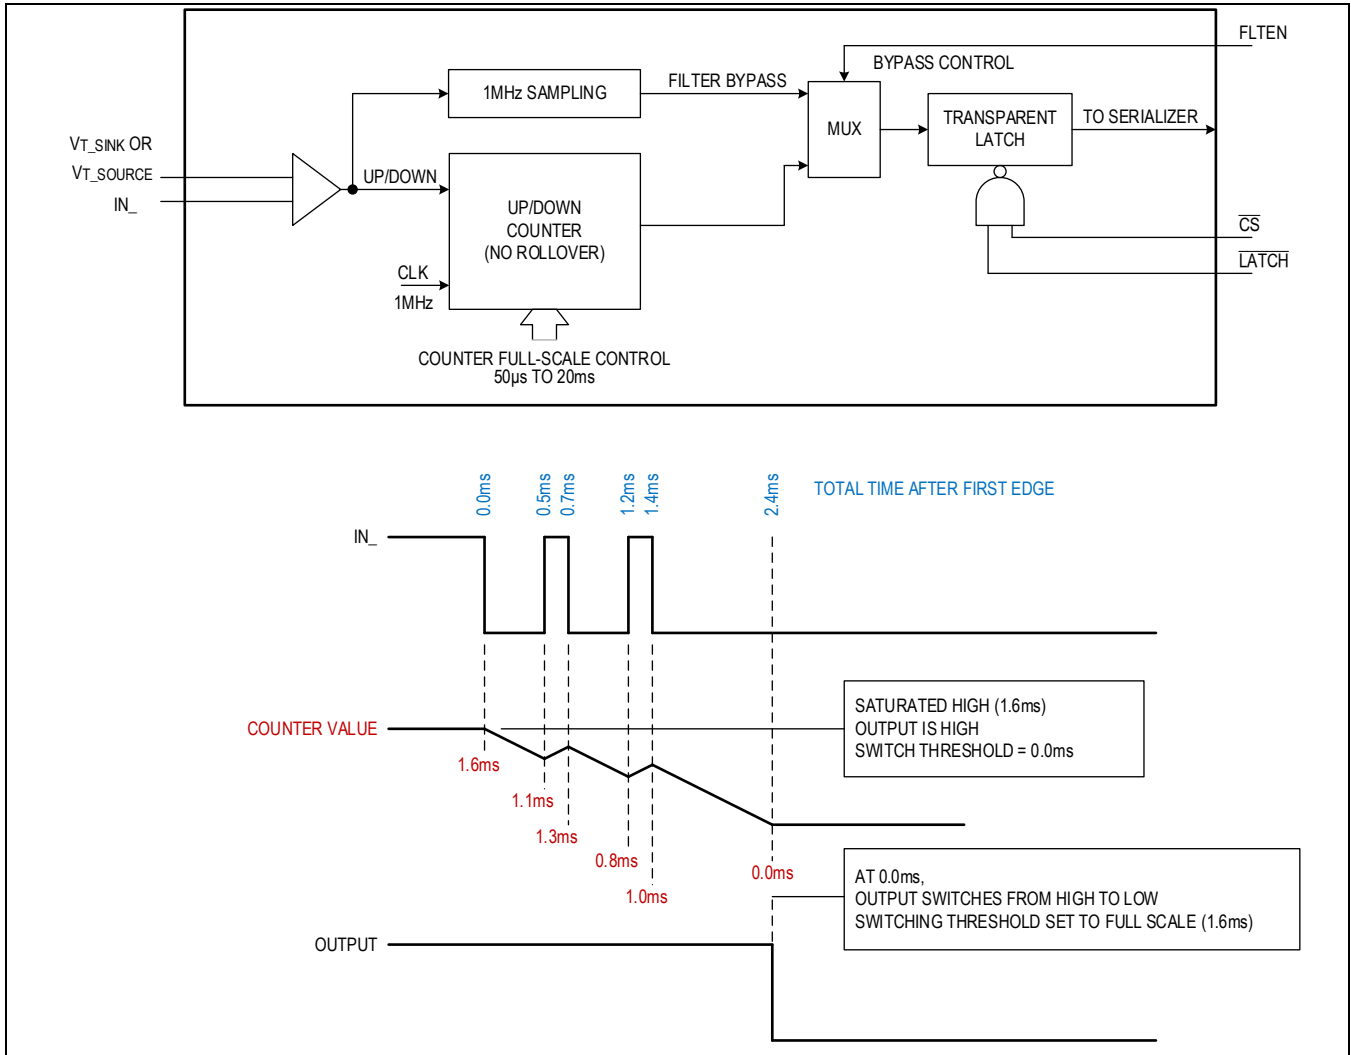 FLTEN
BYPASS CONTROL
1MHz SAMPLING
FILTER BYPASS
MUX
TRANSPARENT
LATCH
TO SERIALIZER
VT_SINK OR
VT_SOURCE
IN_
UP/DOWN
UP/DOWN
COUNTER
(NO ROLLOVER)
CLK
1MHz
CS
LATCH
COUNTER FULL-SCALE CONTROL
50µs TO 20ms
0.0ms
0.5ms
0.7ms
1.2ms
1.4ms
2.4ms
TOTAL TIME AFTER FIRST EDGE
IN_
COUNTER VALUE
SATURATED HIGH (1.6ms)
OUTPUT IS HIGH
SWITCH THRESHOLD = 0.0ms
1.6ms
1.1ms
1.3ms
0.8ms
1.0ms
0.0ms
AT 0.0ms,
OUTPUT SWITCHES FROM HIGH TO LOW
SWITCHING THRESHOLD SET TO FULL SCALE (1.6ms)
OUTPUT